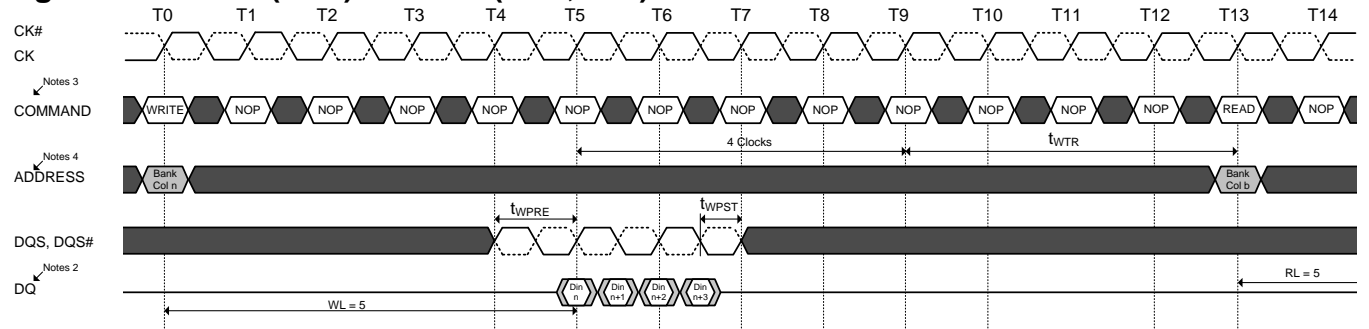 T0 T1 T2 T3 T4 T5 T6 T7 T8 T9 T10 T11 T12 T13 T14
CK#
CK
Notes 3
COMMAND WRITE NOP NOP NOP NOP NOP NOP NOP NOP NOP NOP NOP NOP READ NOP
4 Clocks tWTR
Notes 4
ADDRESS Bank Col n Bank Col b
tWPRE tWPST
DQS, DQS#
Notes 2
RL = 5
DQ Din n Din n+1 Din n+2 Din n+3
WL = 5